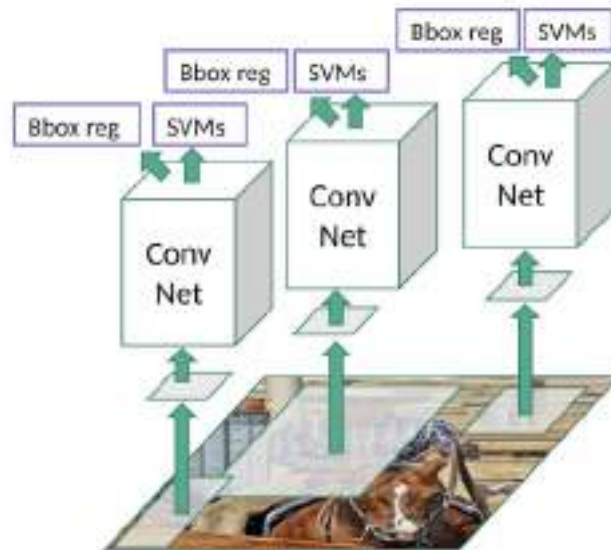 Bbox reg SVMs
Bbox reg SVMs
Bbox reg SVMs
Conv
Net
Conv
Net
Conv
Net